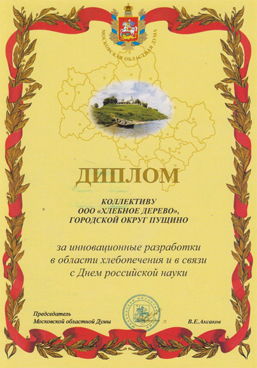 МОСКОВСКАЯ ОБЛАСТНАЯ ДУМА
ДИПЛОМ
КОЛЛЕКТИВУ
ООО «ХЛЕБНОЕ ДЕРЕВО»,
ГОРОДСКОЙ ОКРУГ ПУЩИНО
за инновационные разработки
в области хлебопечения и в связи
с Днем российской науки
Председатель
Московской областной Думы
В.Е.Аксаков